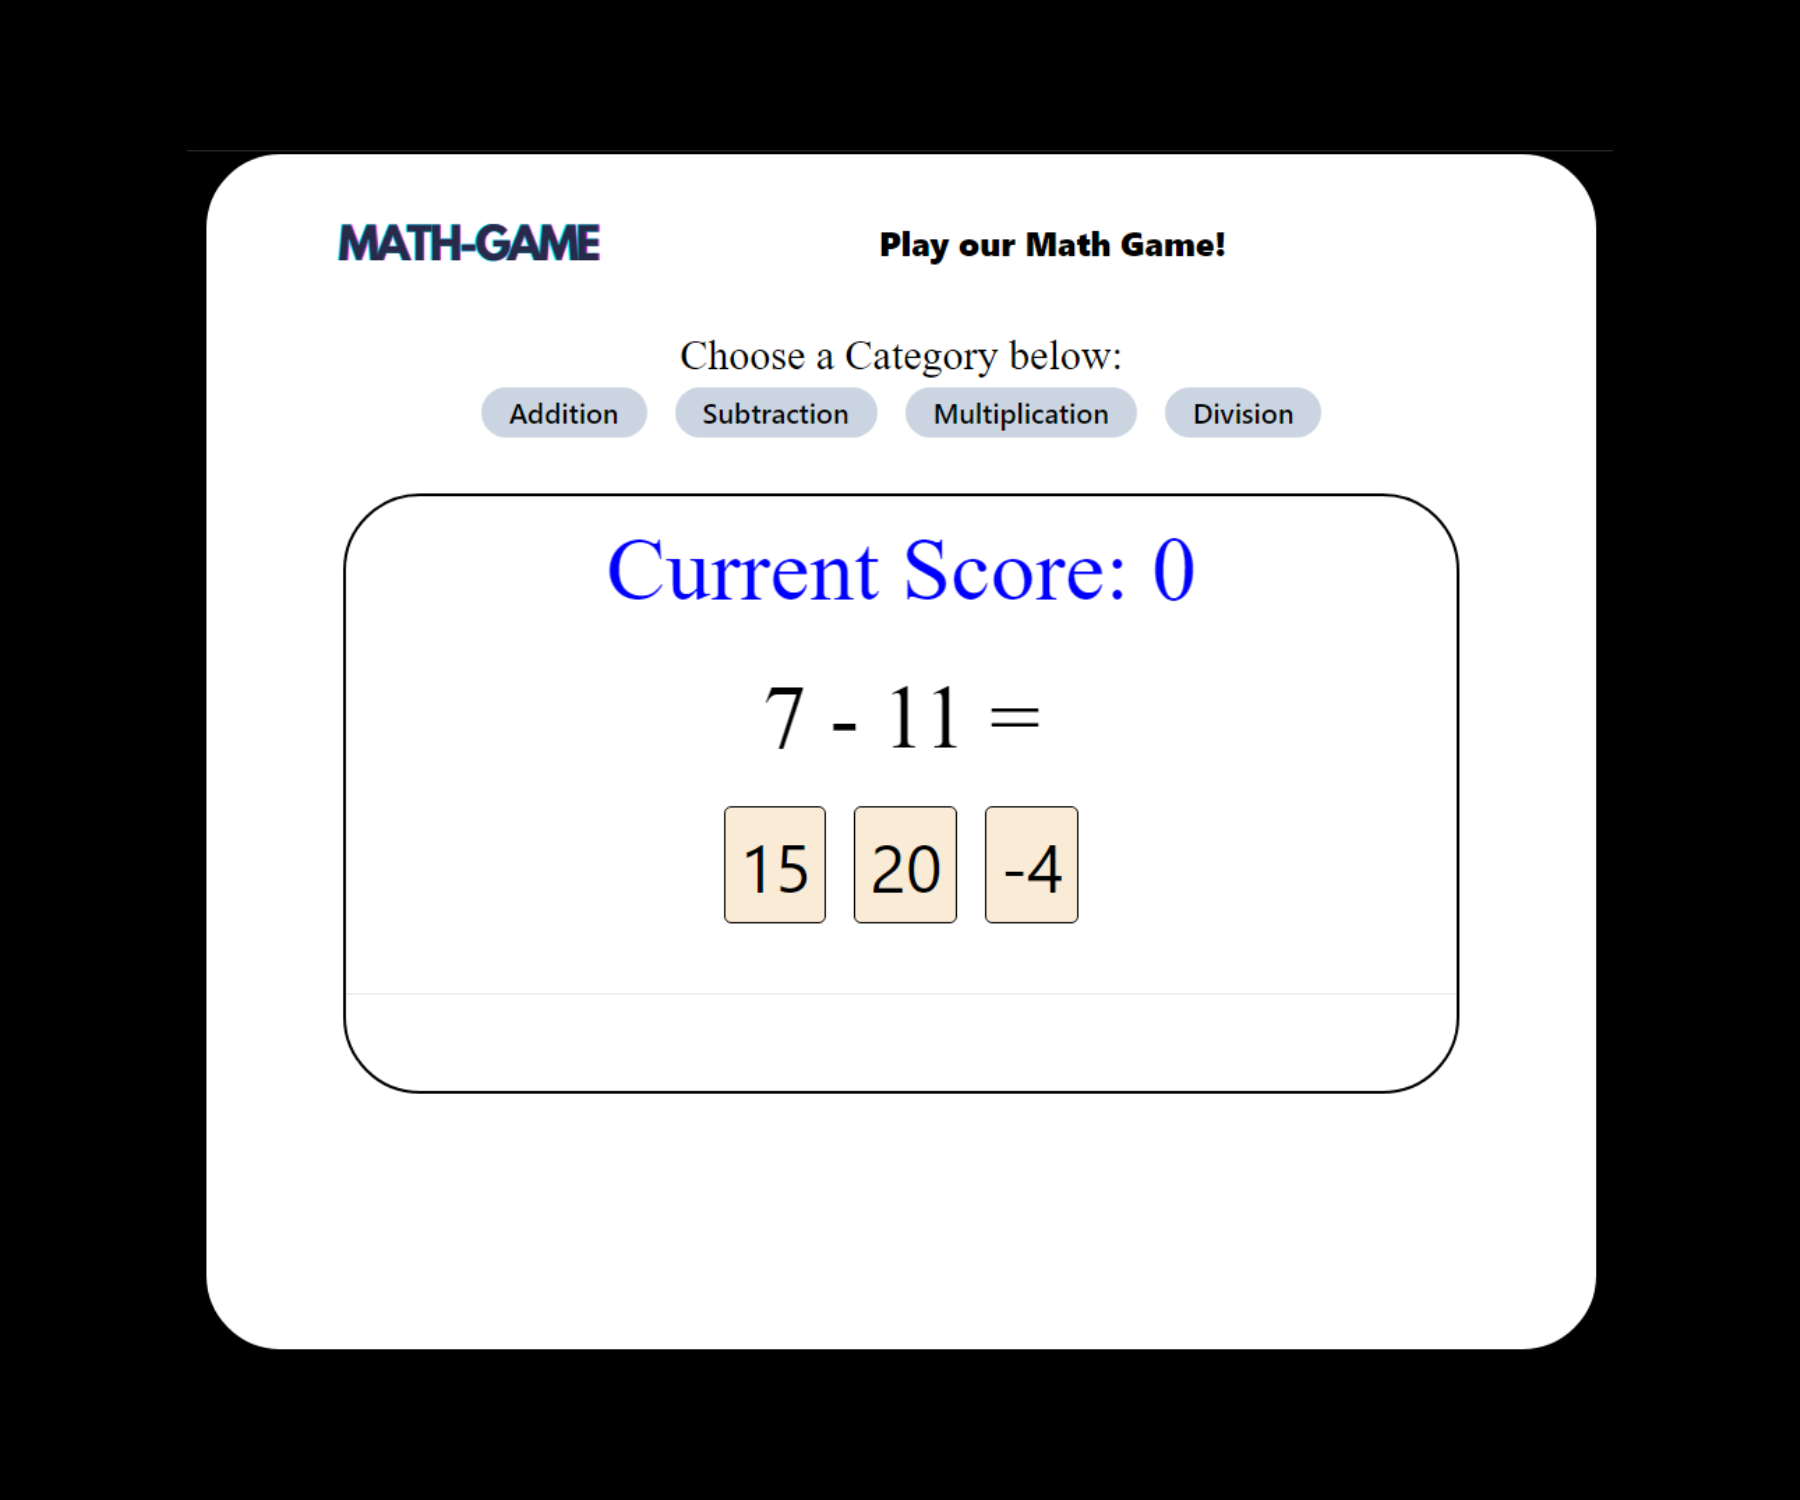 MATH-GAME
Play our Math Game!
Choose a Category below:
Addition Subtraction Multiplication Division
Current Score: 0
7 - 11 =
15 20 -4